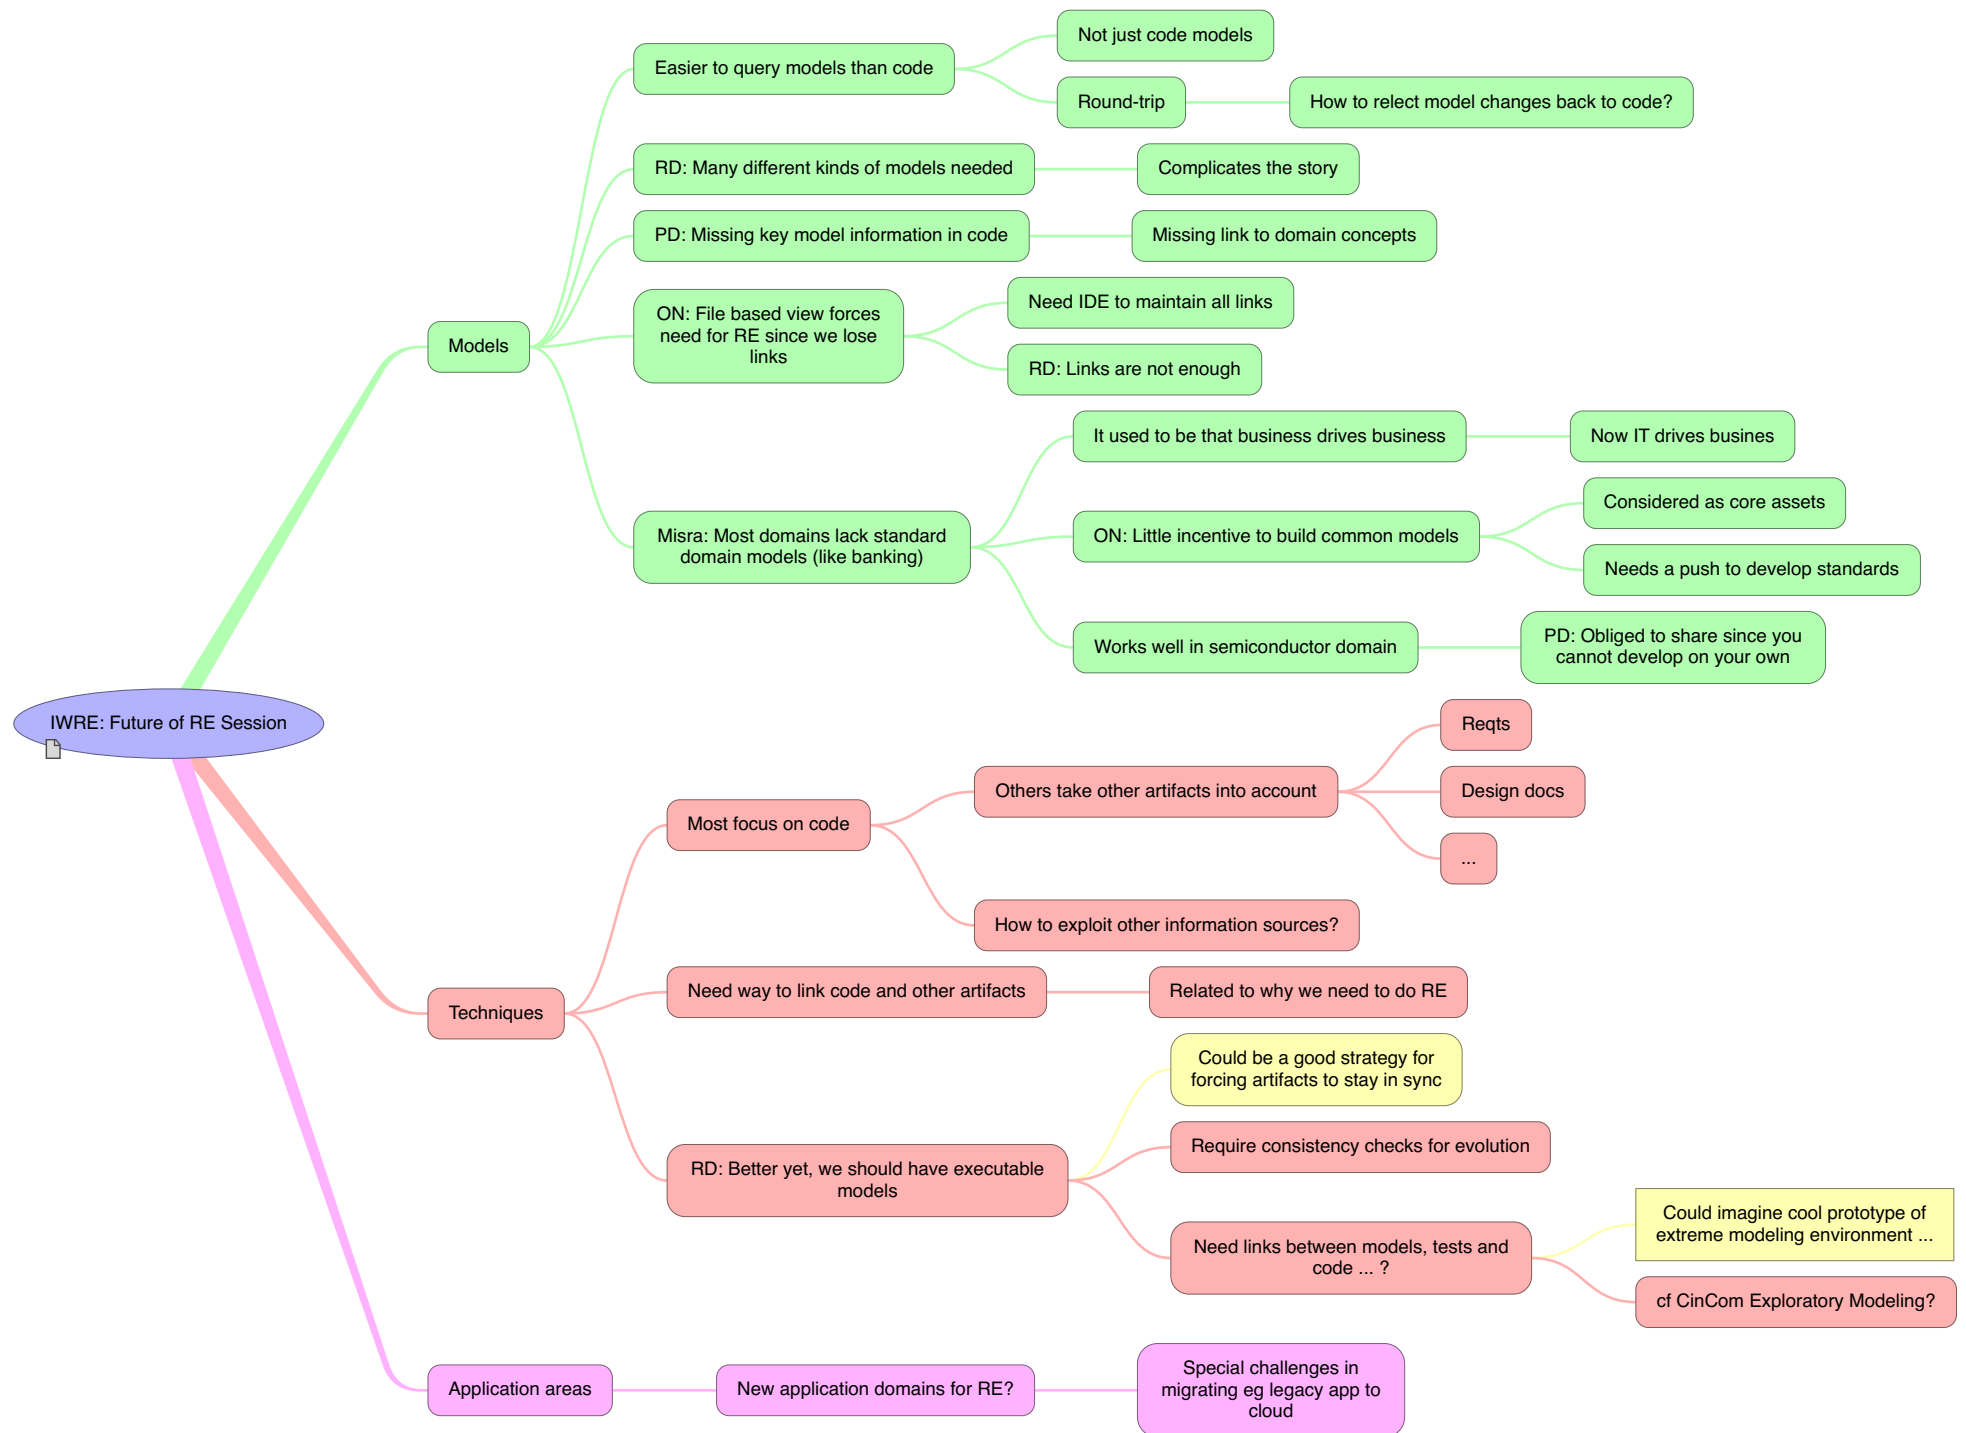 Not just code models
Easier to query models than code
Round-trip
How to relect model changes back to code?
RD: Many different kinds of models needed
Complicates the story
PD: Missing key model information in code
Missing link to domain concepts
ON: File based view forces
need for RE since we lose
links
Need IDE to maintain all links
RD: Links are not enough
Models
It used to be that business drives business
Now IT drives busines
Misra: Most domains lack standard
domain models (like banking)
ON: Little incentive to build common models
Considered as core assets
Needs a push to develop standards
Works well in semiconductor domain
PD: Obliged to share since you
cannot develop on your own
IWRE: Future of RE Session
Reqts
Others take other artifacts into account
Design docs
...
Most focus on code
How to exploit other information sources?
Techniques
Need way to link code and other artifacts
Related to why we need to do RE
Could be a good strategy for
forcing artifacts to stay in sync
RD: Better yet, we should have executable
models
Require consistency checks for evolution
Need links between models, tests and
code ... ?
Could imagine cool prototype of
extreme modeling environment ...
cf CinCom Exploratory Modeling?
Application areas
New application domains for RE?
Special challenges in
migrating eg legacy app to
cloud